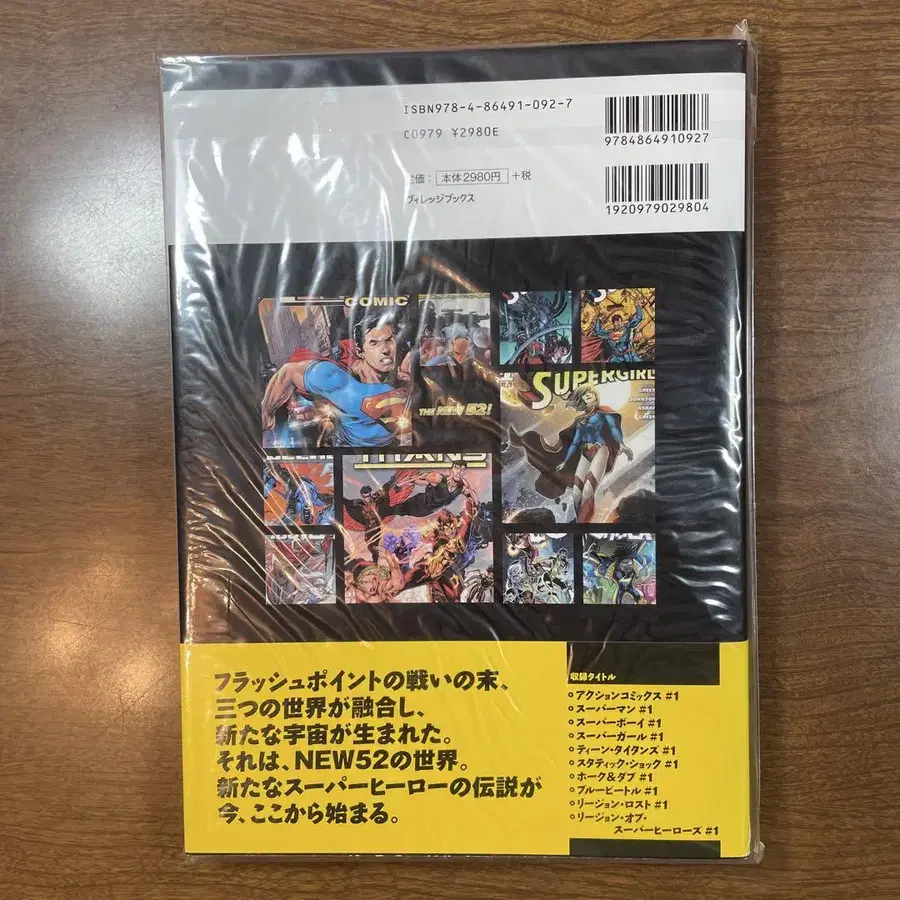 ISBN978-4-86491-092-7
C0979 ¥2980E
9784864910927
定価： 本体2980円 +税
ヴィレッジブックス
1920979029804
COMIC
THE NEW 52!
SUPERGIRL
TITANS
フラッシュポイントの戦いの末、
三つの世界が融合し、
新たな宇宙が生まれた。
それは、NEW52の世界。
新たなスーパーヒーローの伝説が
今、ここから始まる。
収録タイトル
○アクションコミックス #1
○スーパーマン #1
○スーパーボーイ #1
○スーパーガール #1
○ティーン・タイタンズ #1
○スタティック・ショック #1
○ホーク&ダブ #1
○ブルービートル #1
○リージョン・ロスト #1
○リージョン・オブ・
スーパーヒーローズ #1